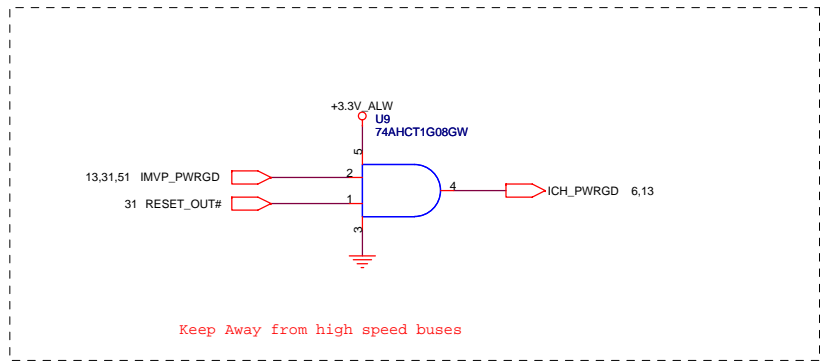 +3.3V_ALW
U9
74AHCT1G08GW
5
13,31,51 IMVP_PWRGD 2
4 ICH_PWRGD 6,13
31 RESET_OUT# 1
3
Keep Away from high speed buses